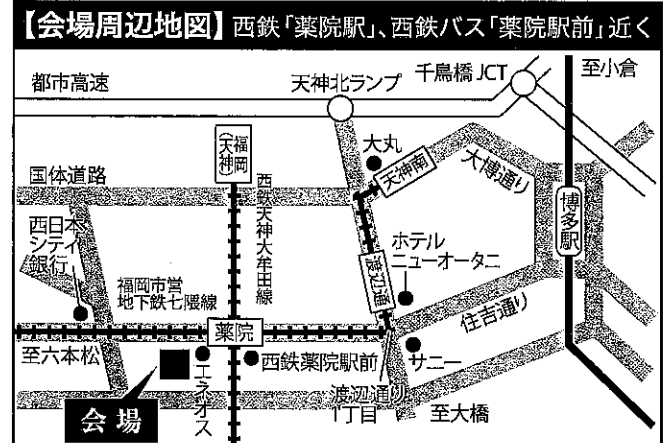 【会場周辺地図】西鉄「薬院駅」、西鉄バス「薬院駅前」近く
都市高速
天神北ランプ
千鳥橋JCT
至小倉
福岡
(天神)
大丸
天神南
大博通り
国体道路
西鉄天神大牟田線
博多駅
西日本
シティ
銀行
福岡市営
地下鉄七隈線
渡辺通
ホテル
ニューオータニ
住吉通り
薬院
至六本松
エネオス
西鉄薬院駅前
サニー
渡辺通り
1丁目
至大橋
会場